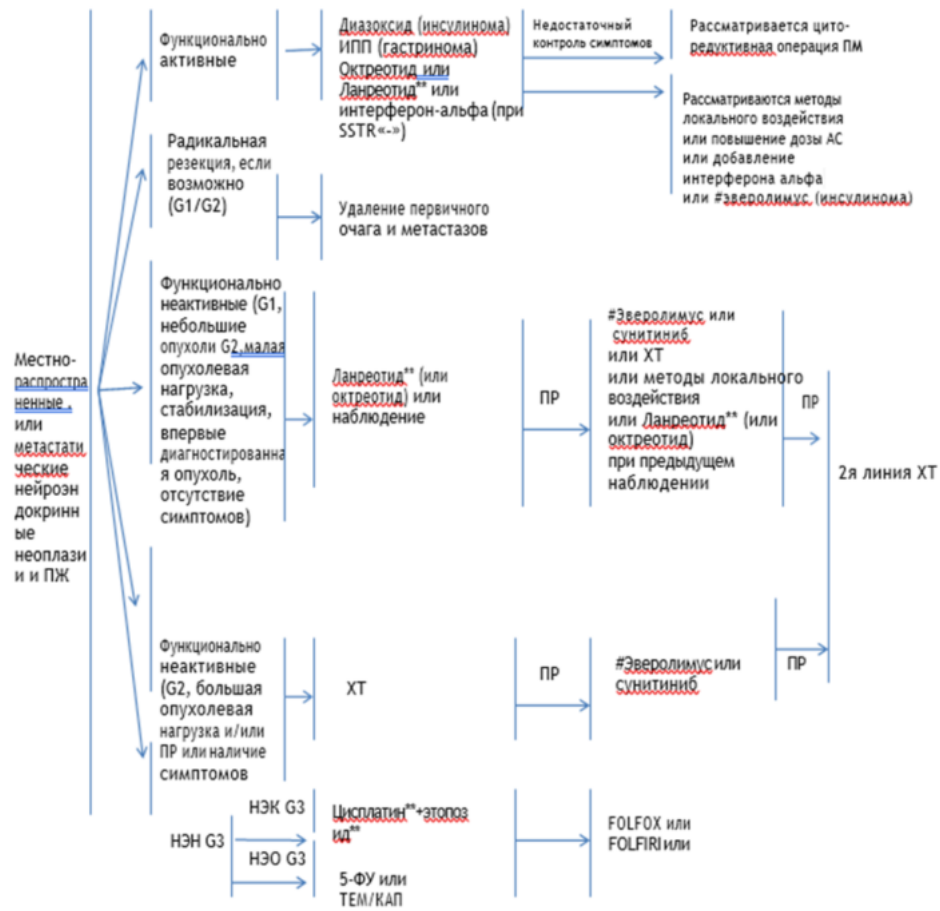 Местно-
распростра
ненные ,
или
метастати
ческие
нейроэн
докринн
ые
неоплази
и и ПЖ
Функционально
активные
Диазоксид (инсулинома)
ИПП (гастринома)
Октреотид или
Ланреотид** или
интерферон-альфа (при
SSTR«-»)
Недостаточный
контроль симптомов
Рассматривается цито-
редуктивная операция ПМ
Рассматриваются методы
локального воздействия
или повышение дозы АС
или добавление
интерферона альфа
или #эверолимус (инсулинома)
Радикальная
резекция, если
возможно
(G1/G2)
Удаление первичного
очага и метастазов
Функционально
неактивные (G1,
небольшие
опухоли G2,малая
опухолевая
нагрузка,
стабилизация,
впервые
диагностированна
я опухоль,
отсутствие
симптомов)
Ланреотид** (или
октреотид) или
наблюдение
ПР
#Эверолимус или
сунитиниб
или ХТ
или методы локального
воздействия
или Ланреотид** (или
октреотид)
при предыдущем
наблюдении
ПР
2я линия ХТ
Функционально
неактивные
(G2, большая
опухолевая
нагрузка и/или
ПР или наличие
симптомов
ХТ
ПР
#Эверолимус или
сунитиниб
ПР
НЭН G3
НЭК G3
Цисплатин**+этопоз
ид**
НЭО G3
5-ФУ или
ТЕМ/КАП
FOLFOX или
FOLFIRI или